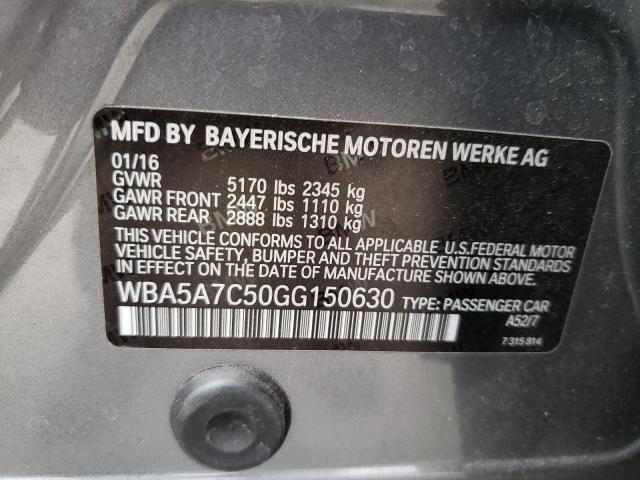 MFD BY BAYERISCHE MOTOREN WERKE AG
01/16
GVWR 5170 lbs 2345 kg
GAWR FRONT 2447 lbs 1110 kg
GAWR REAR 2888 lbs 1310 kg
THIS VEHICLE CONFORMS TO ALL APPLICABLE U.S.FEDERAL MOTOR
VEHICLE SAFETY, BUMPER AND THEFT PREVENTION STANDARDS
IN EFFECT ON THE DATE OF MANUFACTURE SHOWN ABOVE.
WBA5A7C50GG150630 TYPE: PASSENGER CAR
A52/7
7 315 814